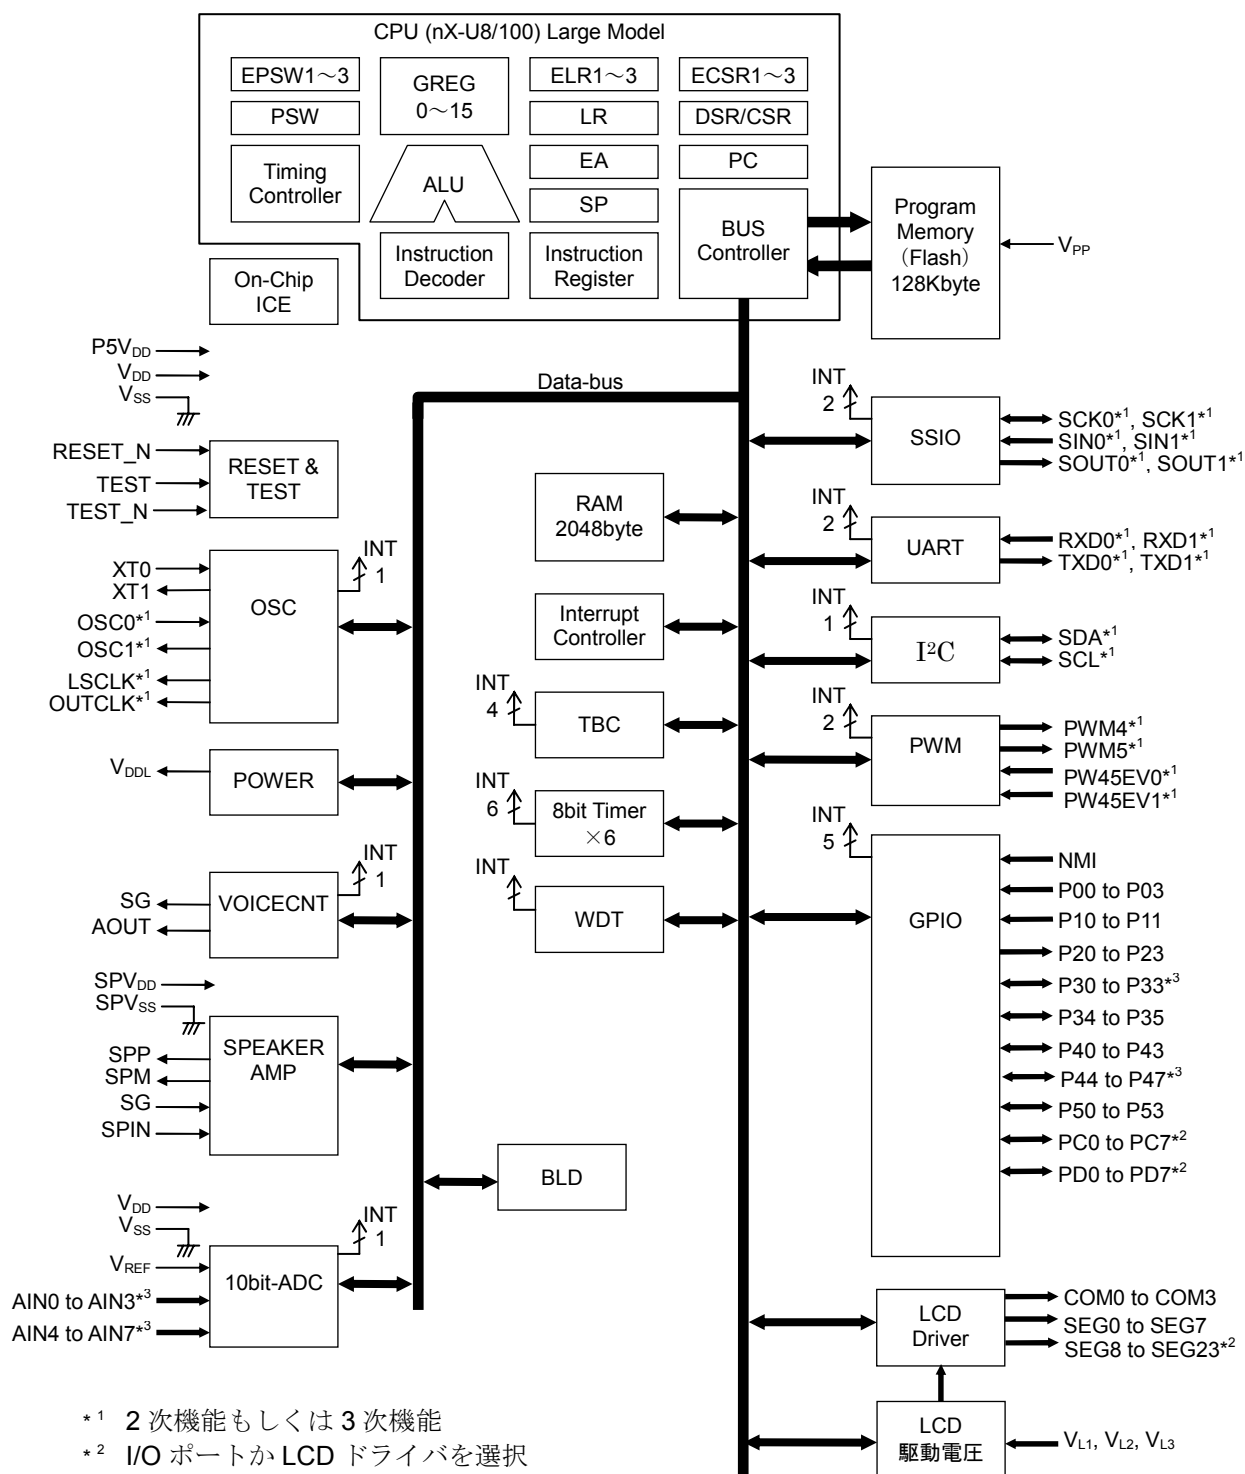 CPU (nX-U8/100) Large Model
EPSW1～3
GREG
0～15
ELR1～3
ECSR1～3
PSW
LR
DSR/CSR
Timing
Controller
ALU
EA
PC
SP
BUS
Controller
Instruction
Decoder
Instruction
Register
On-Chip
ICE
Program
Memory
（Flash）
128Kbyte
VPP
P5VDD
VDD
VSS
Data-bus
RESET_N
TEST
TEST_N
RESET &
TEST
XT0
XT1
OSC0*1
OSC1*1
LSCLK*1
OUTCLK*1
OSC
INT
1
VDDL
POWER
SG
AOUT
VOICECNT
INT
1
SPVDD
SPVSS
SPP
SPM
SG
SPIN
SPEAKER
AMP
VDD
VSS
VREF
AIN0 to AIN3*3
AIN4 to AIN7*3
10bit-ADC
INT
1
RAM
2048byte
Interrupt
Controller
INT
4
TBC
INT
6
8bit Timer
×6
INT
WDT
BLD
INT
2
SSIO
SCK0*1, SCK1*1
SIN0*1, SIN1*1
SOUT0*1, SOUT1*1
INT
2
UART
RXD0*1, RXD1*1
TXD0*1, TXD1*1
INT
1
I2C
SDA*1
SCL*1
INT
2
PWM
PWM4*1
PWM5*1
PW45EV0*1
PW45EV1*1
INT
5
GPIO
NMI
P00 to P03
P10 to P11
P20 to P23
P30 to P33*3
P34 to P35
P40 to P43
P44 to P47*3
P50 to P53
PC0 to PC7*2
PD0 to PD7*2
LCD
Driver
COM0 to COM3
SEG0 to SEG7
SEG8 to SEG23*2
LCD
駆動電圧
VL1, VL2, VL3
*1 2 次機能もしくは 3 次機能
*2 I/O ポートか LCD ドライバを選択